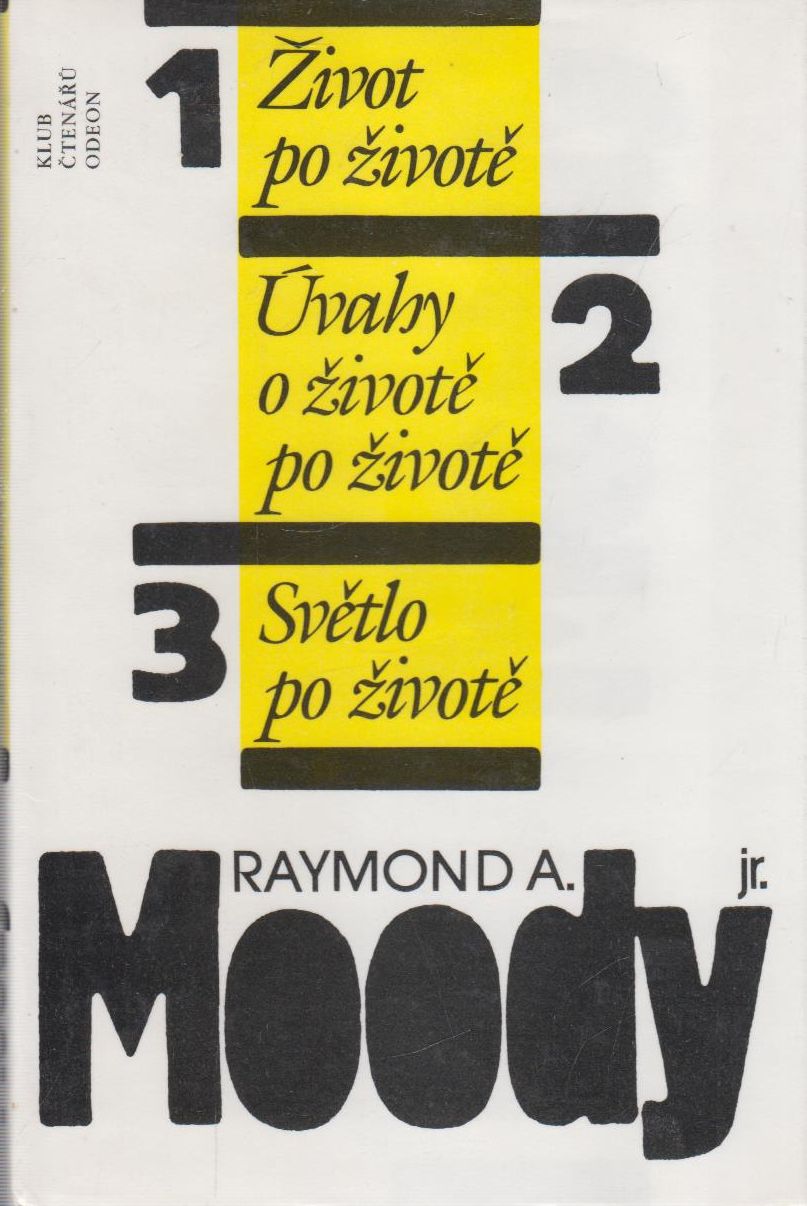 KLUB
ČTENÁŘŮ
ODEON
1
Život
po životě
2
Úvahy
o životě
po životě
3
Světlo
po životě
RAYMOND A.
Moody
jr.